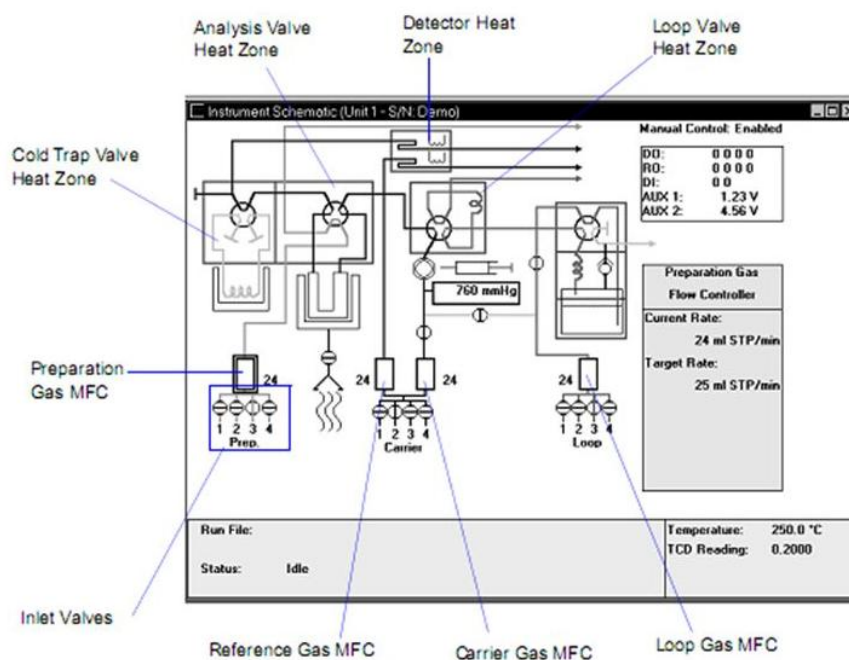 Analysis Valve
Heat Zone
Detector Heat
Zone
Loop Valve
Heat Zone
Cold Trap Valve
Heat Zone
Instrument Schematic (Unit 1 - S/N: Demo)
Manual Control: Enabled
DO: 0 0 0 0
RO: 0 0 0 0
DI: 0 0
AUX 1: 1.23 V
AUX 2: 4.56 V
760 mmHg
Preparation Gas
Flow Controller
Current Rate:
24 ml STP/min
Target Rate:
25 ml STP/min
Preparation
Gas MFC
24
24
24
24
1 2 3 4
Prep.
1 2 3 4
Carrier
1 2 3 4
Loop
Run File:
Status: Idle
Temperature: 250.0 °C
TCD Reading: 0.2000
Inlet Valves
Reference Gas MFC
Carrier Gas MFC
Loop Gas MFC